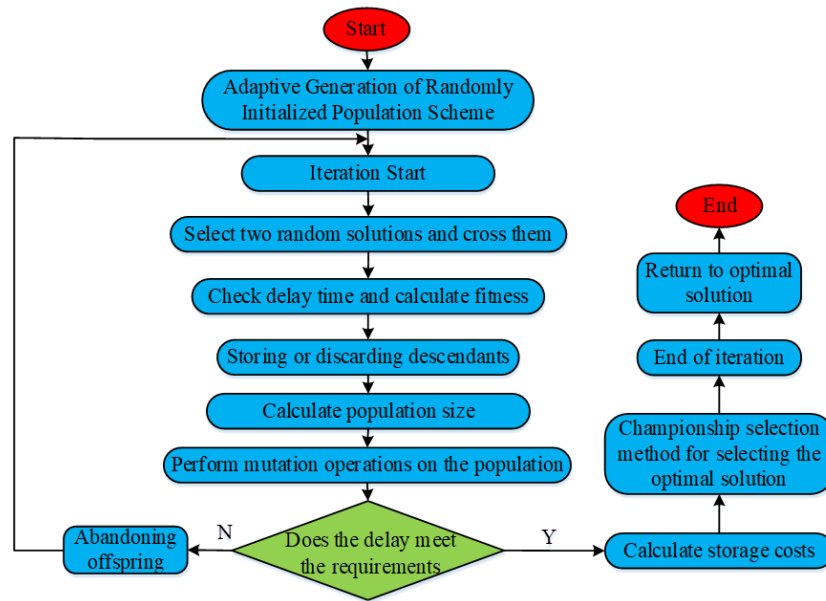 Start
Adaptive Generation of Randomly
Initialized Population Scheme
Iteration Start
Select two random solutions and cross them
Check delay time and calculate fitness
Storing or discarding descendants
Calculate population size
Perform mutation operations on the population
Does the delay meet
the requirements
N
Abandoning
offspring
Y
Calculate storage costs
Championship selection
method for selecting the
optimal solution
End of iteration
Return to optimal
solution
End